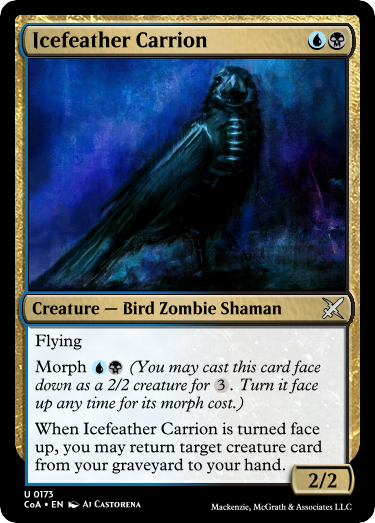 Icefeather Carrion
Creature — Bird Zombie Shaman
Flying
Morph (You may cast this card face
down as a 2/2 creature for 3. Turn it face
up any time for its morph cost.)
When Icefeather Carrion is turned face
up, you may return target creature card
from your graveyard to your hand.
2/2
U 0173
CoA • EN AJ Castorena
Mackenzie, McGrath & Associates LLC